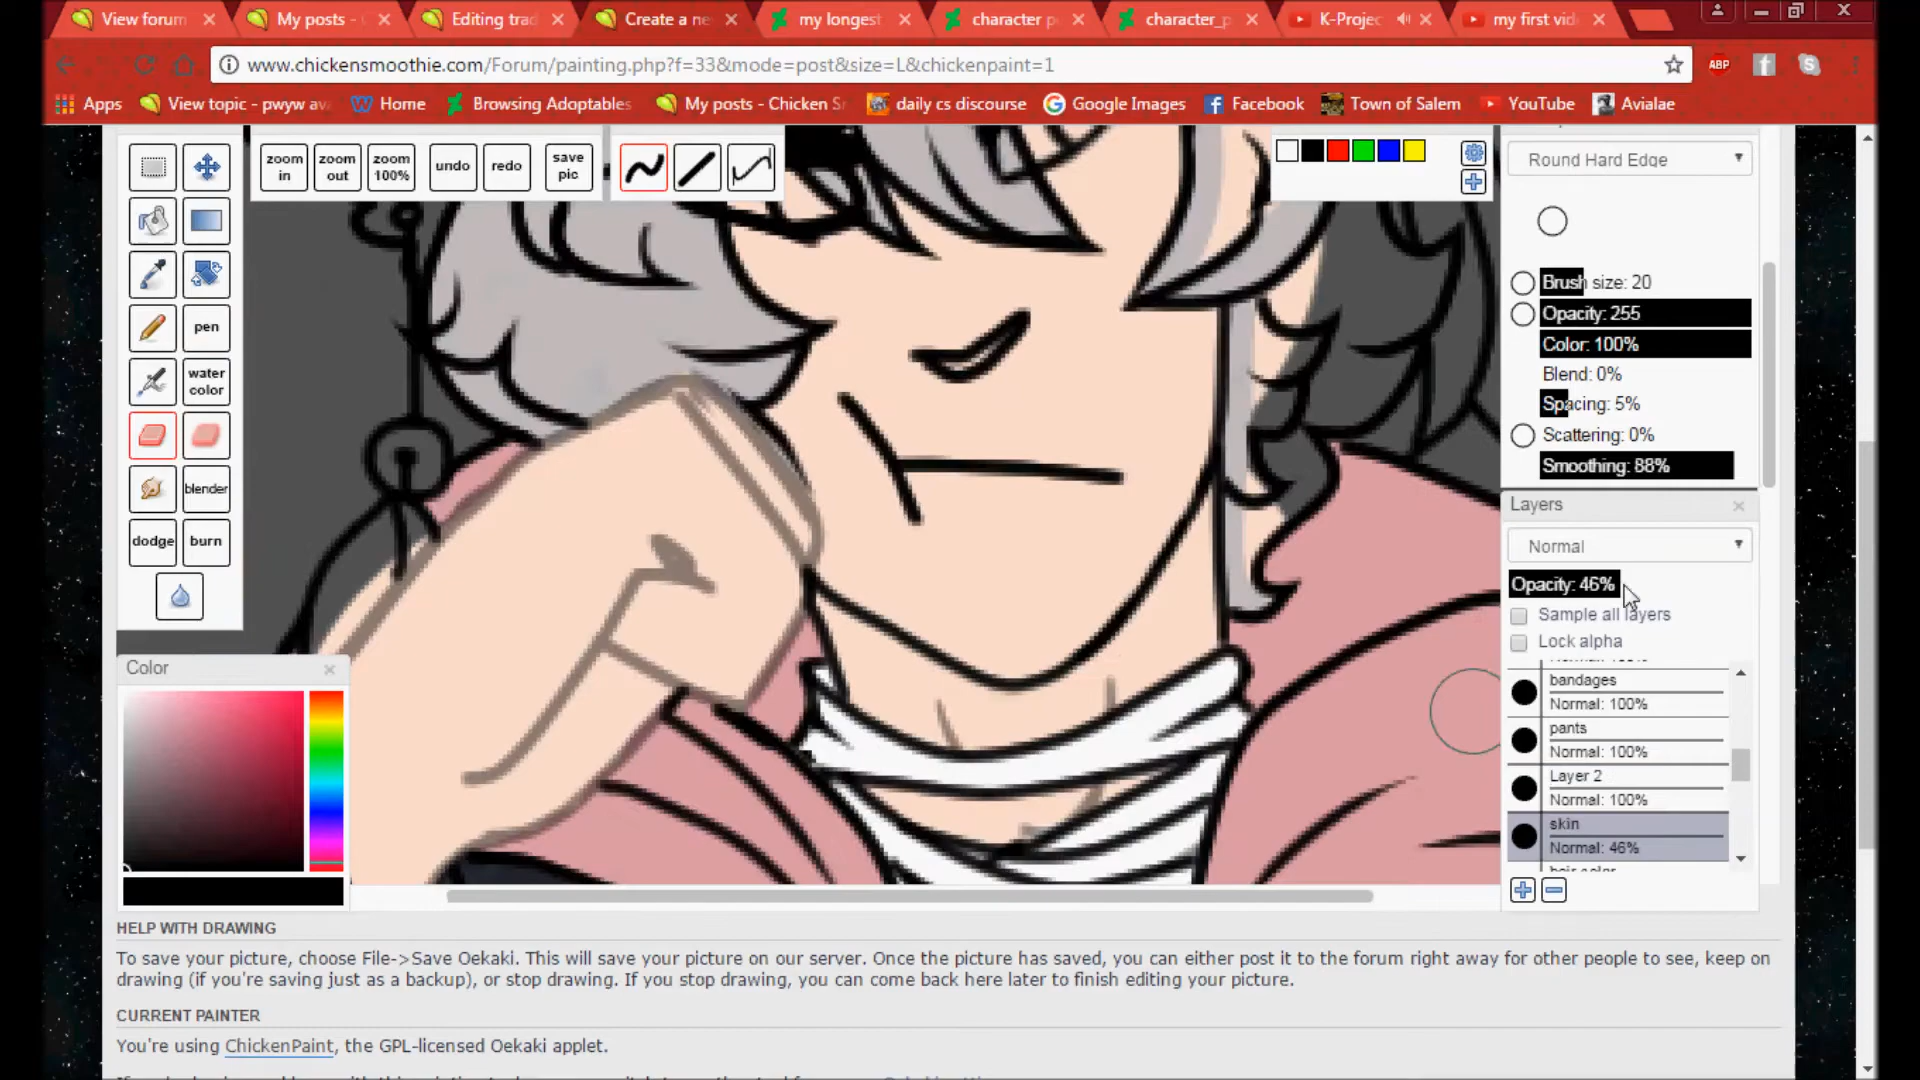 View forum
My posts -
Editing trad
Create a ne
my longest
character p
character_p
K-Projec
my first vid
www.chickensmoothie.com/Forum/painting.php?f=33&mode=post&size=L&chickenpaint=1
ABP
Apps
View topic - pwyw av
Home
Browsing Adoptables
My posts - Chicken S
daily cs discourse
Google Images
Facebook
Town of Salem
YouTube
Avialae
zoom in
zoom out
zoom 100%
undo
redo
save pic
pen
water color
blender
dodge
burn
Round Hard Edge
Brush size: 20
Opacity: 255
Color: 100%
Blend: 0%
Spacing: 5%
Scattering: 0%
Smoothing: 88%
Layers
Normal
Opacity: 46%
Sample all layers
Lock alpha
bandages
Normal: 100%
pants
Normal: 100%
Layer 2
Normal: 100%
skin
Normal: 46%
Color
HELP WITH DRAWING
To save your picture, choose File->Save Oekaki. This will save your picture on our server. Once the picture has saved, you can either post it to the forum right away for other people to see, keep on
drawing (if you're saving just as a backup), or stop drawing. If you stop drawing, you can come back here later to finish editing your picture.
CURRENT PAINTER
You're using ChickenPaint, the GPL-licensed Oekaki applet.